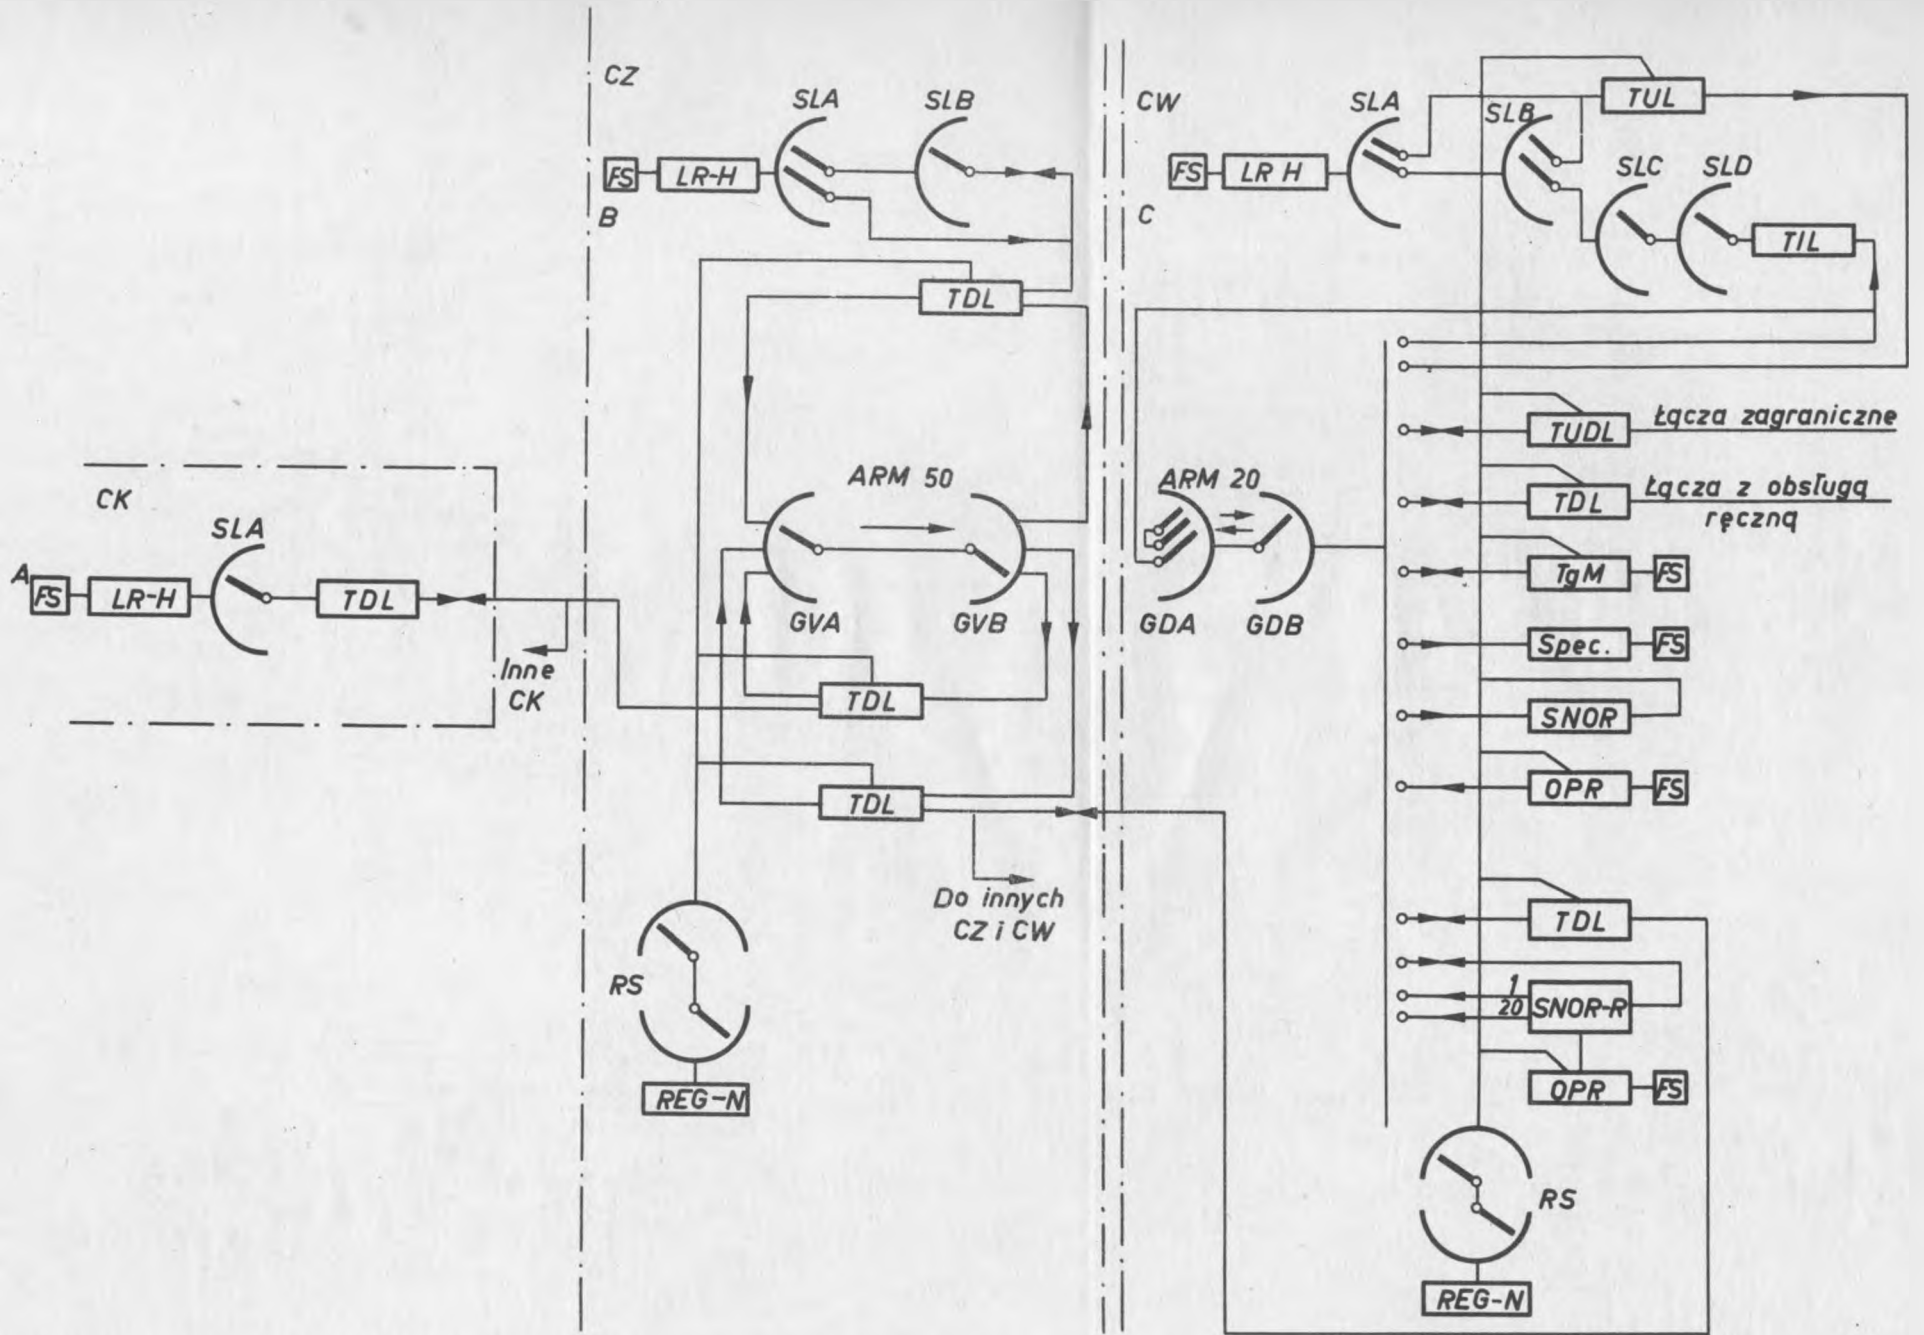 CK
A
FS
LR-H
SLA
TDL
Inne
CK
CZ
FS
LR-H
SLA
SLB
B
TDL
ARM 50
GVA
GVB
TDL
TDL
Do innych
CZ i CW
RS
REG-N
CW
FS
LR H
SLA
SLB
TUL
SLC
SLD
TIL
C
ARM 20
GDA
GDB
TUDL
Łącza zagraniczne
TDL
Łącza z obsługą
ręczną
TgM
FS
Spec.
FS
SNOR
OPR
FS
TDL
1
20
SNOR-R
OPR
FS
RS
REG-N